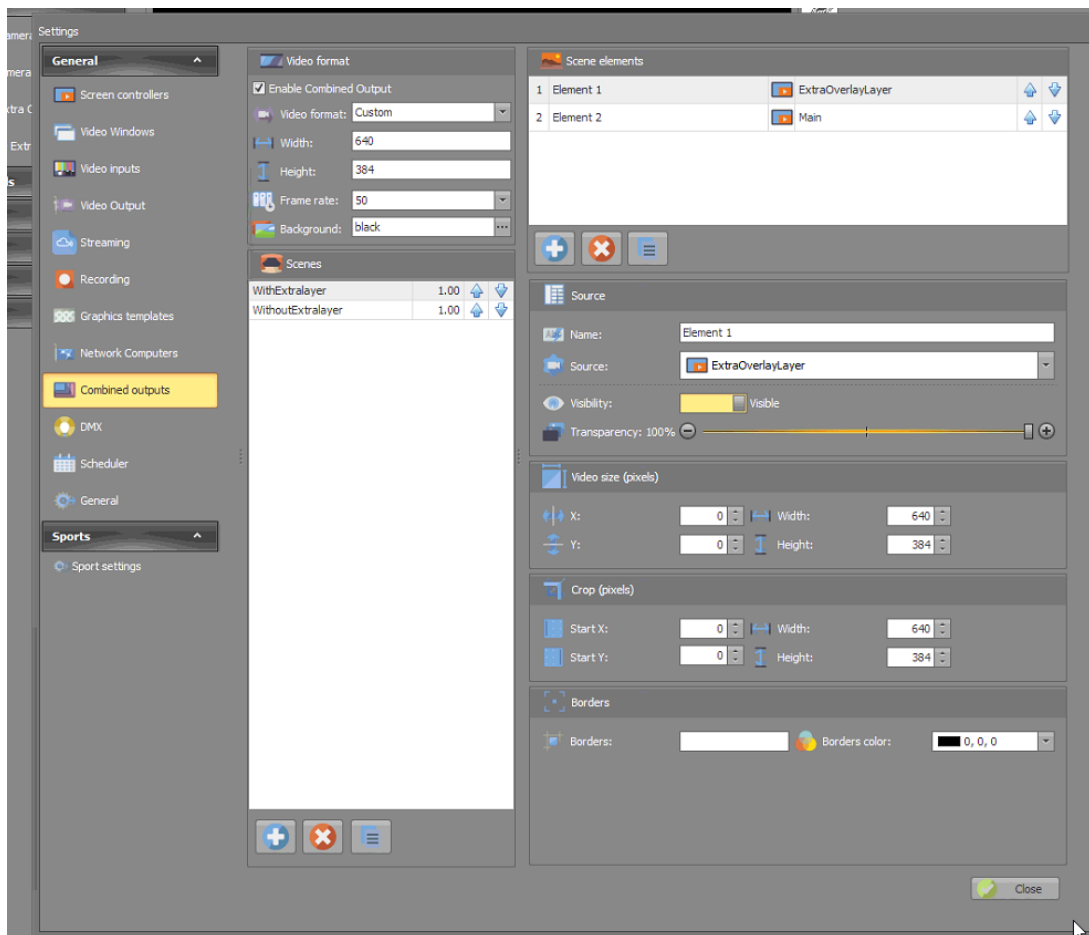 Settings
amera
mera
xtra C
Extr
ls
General
Screen controllers
Video Windows
Video inputs
Video Output
Streaming
Recording
Graphics templates
Network Computers
Combined outputs
DMX
Scheduler
General
Sports
Sport settings
Video format
Enable Combined Output
Video format: Custom
Width: 640
Height: 384
Frame rate: 50
Background: black ...
Scenes
WithExtralayer 1.00
WithoutExtralayer 1.00
Scene elements
1 Element 1 ExtraOverlayLayer
2 Element 2 Main
Source
Name: Element 1
Source: ExtraOverlayLayer
Visibility: Visible
Transparency: 100%
Video size (pixels)
X: 0 Width: 640
Y: 0 Height: 384
Crop (pixels)
Start X: 0 Width: 640
Start Y: 0 Height: 384
Borders
Borders: Borders color: 0, 0, 0
Close